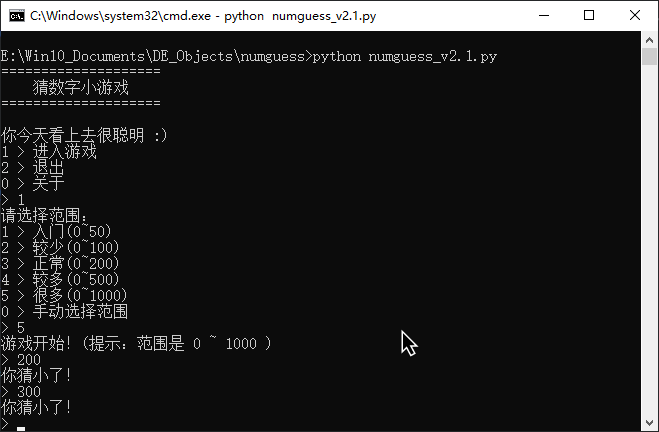 C:\Windows\system32\cmd.exe - python  numguess_v2.1.py
E:\Win10_Documents\DE_Objects\numguess>python numguess_v2.1.py
====================
    猜数字小游戏
====================
你今天看上去很聪明 :)
1 > 进入游戏
2 > 退出
0 > 关于
> 1
请选择范围：
1 > 入门(0~50)
2 > 较少(0~100)
3 > 正常(0~200)
4 > 较多(0~500)
5 > 很多(0~1000)
0 > 手动选择范围
> 5
游戏开始! (提示: 范围是 0 ~ 1000 )
> 200
你猜小了!
> 300
你猜小了!
>